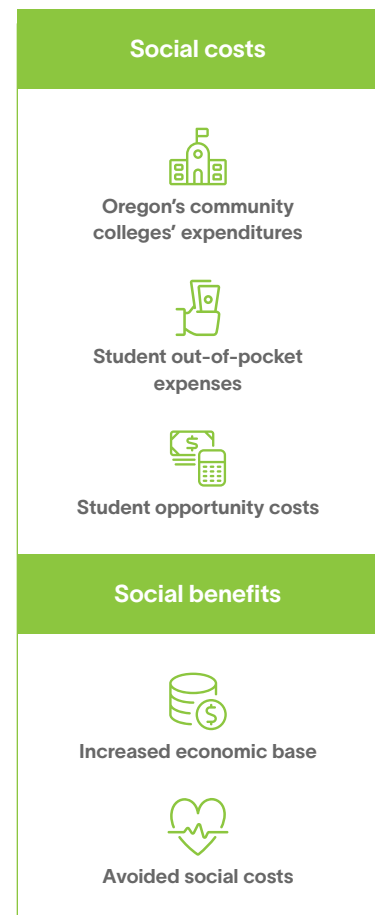 Social costs
Oregon’s community
colleges’ expenditures
Student out-of-pocket
expenses
$
Student opportunity costs
Social benefits
$
Increased economic base
Avoided social costs